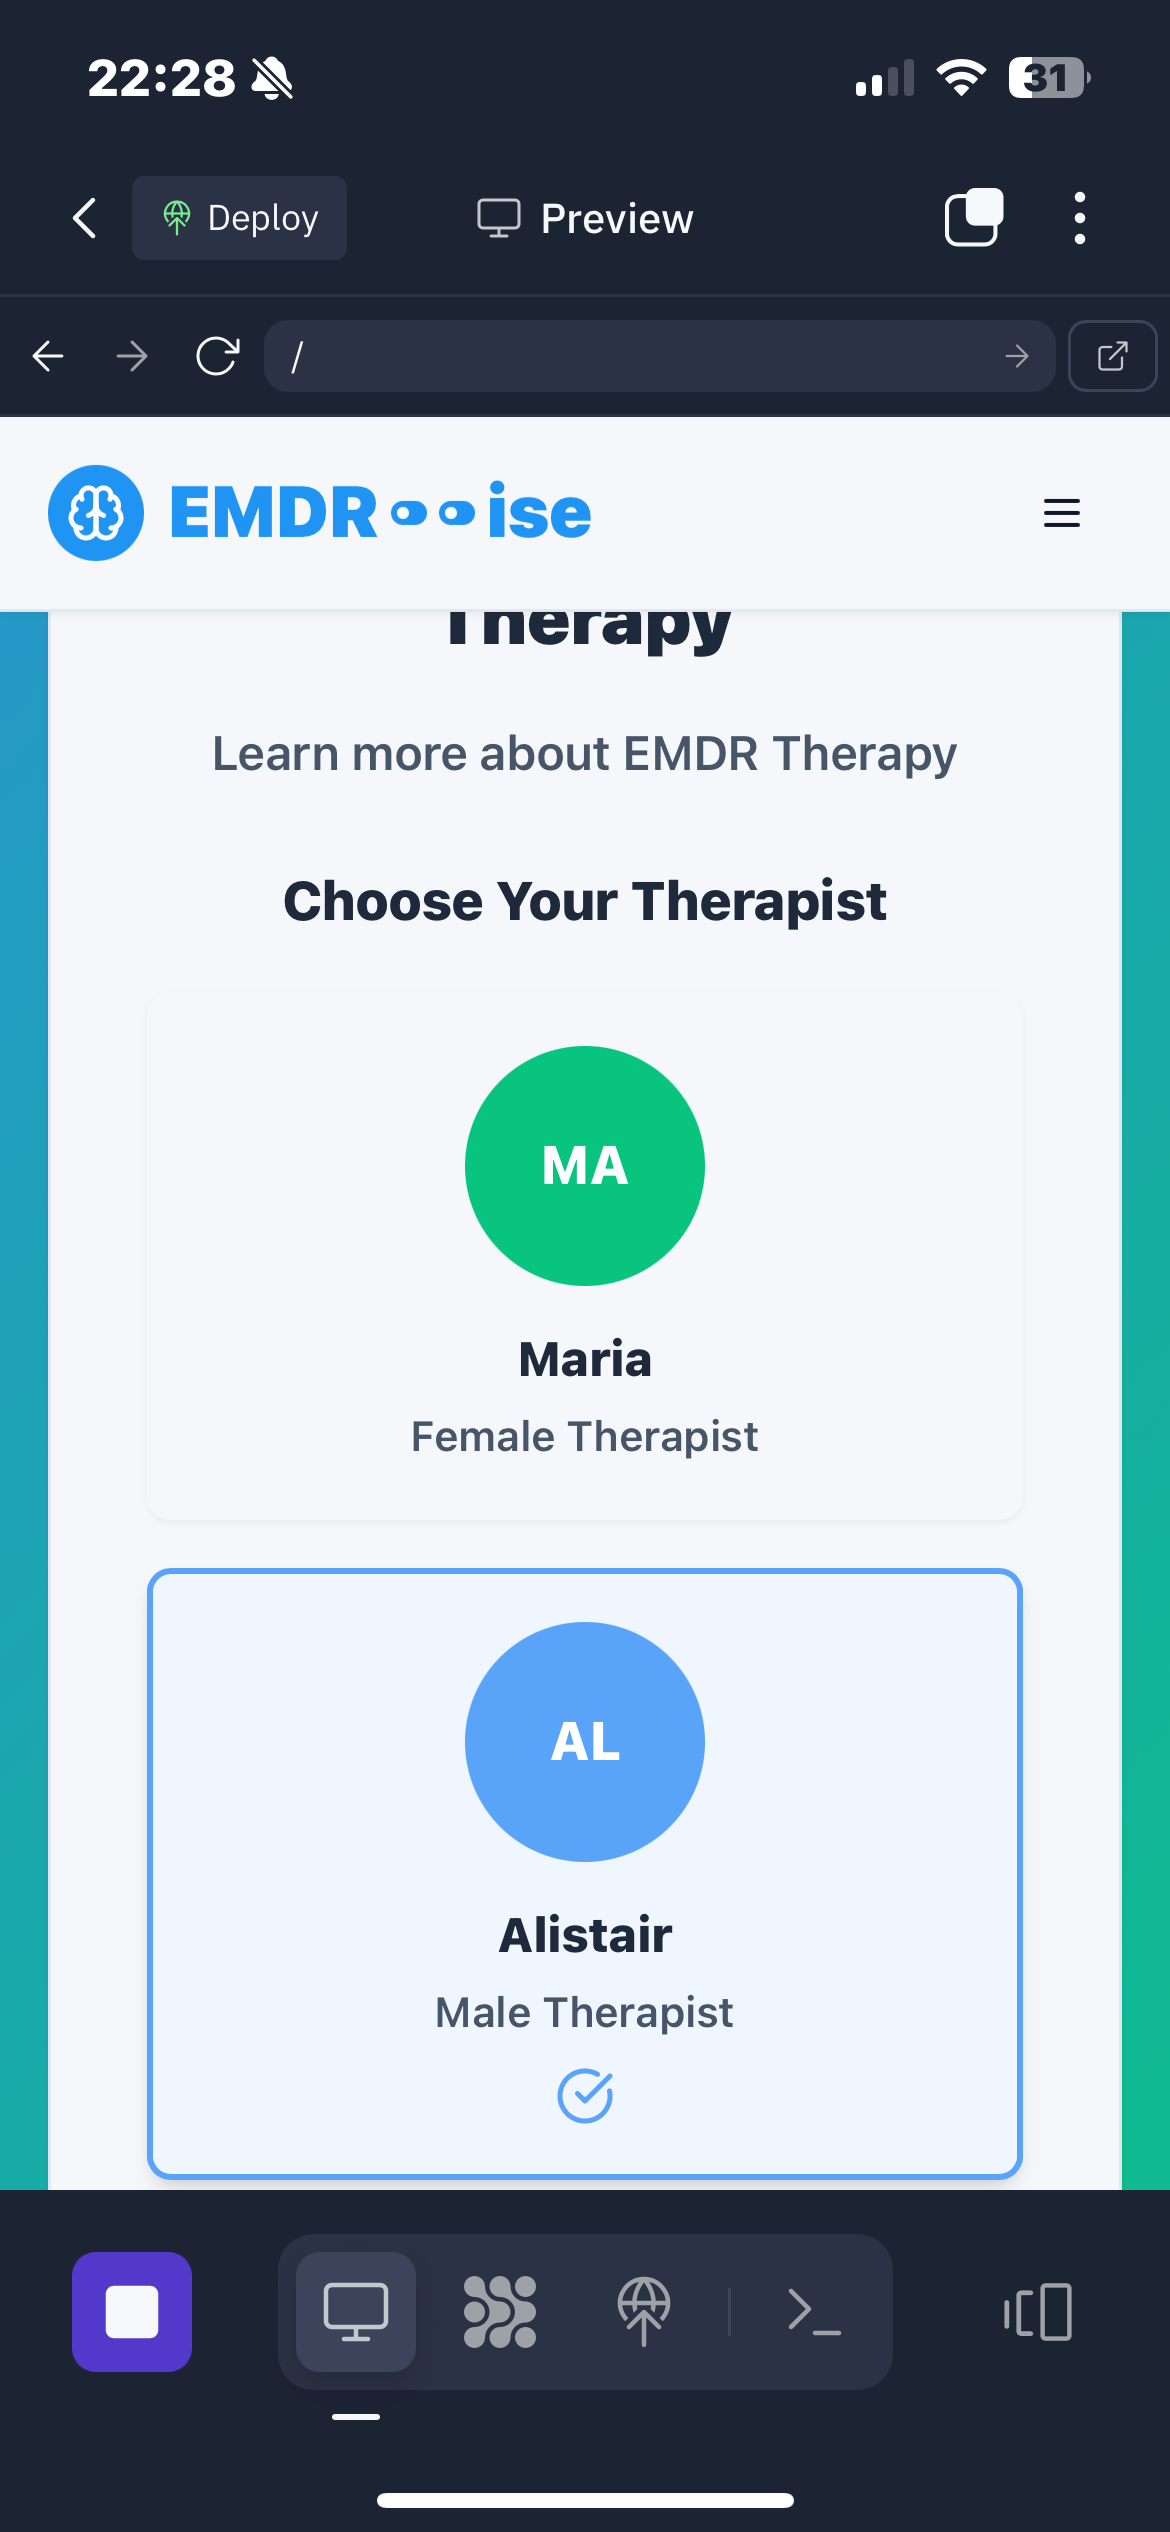 22:28
31
Deploy
Preview
/
EMDR ise
Therapy
Learn more about EMDR Therapy
Choose Your Therapist
MA
Maria
Female Therapist
AL
Alistair
Male Therapist